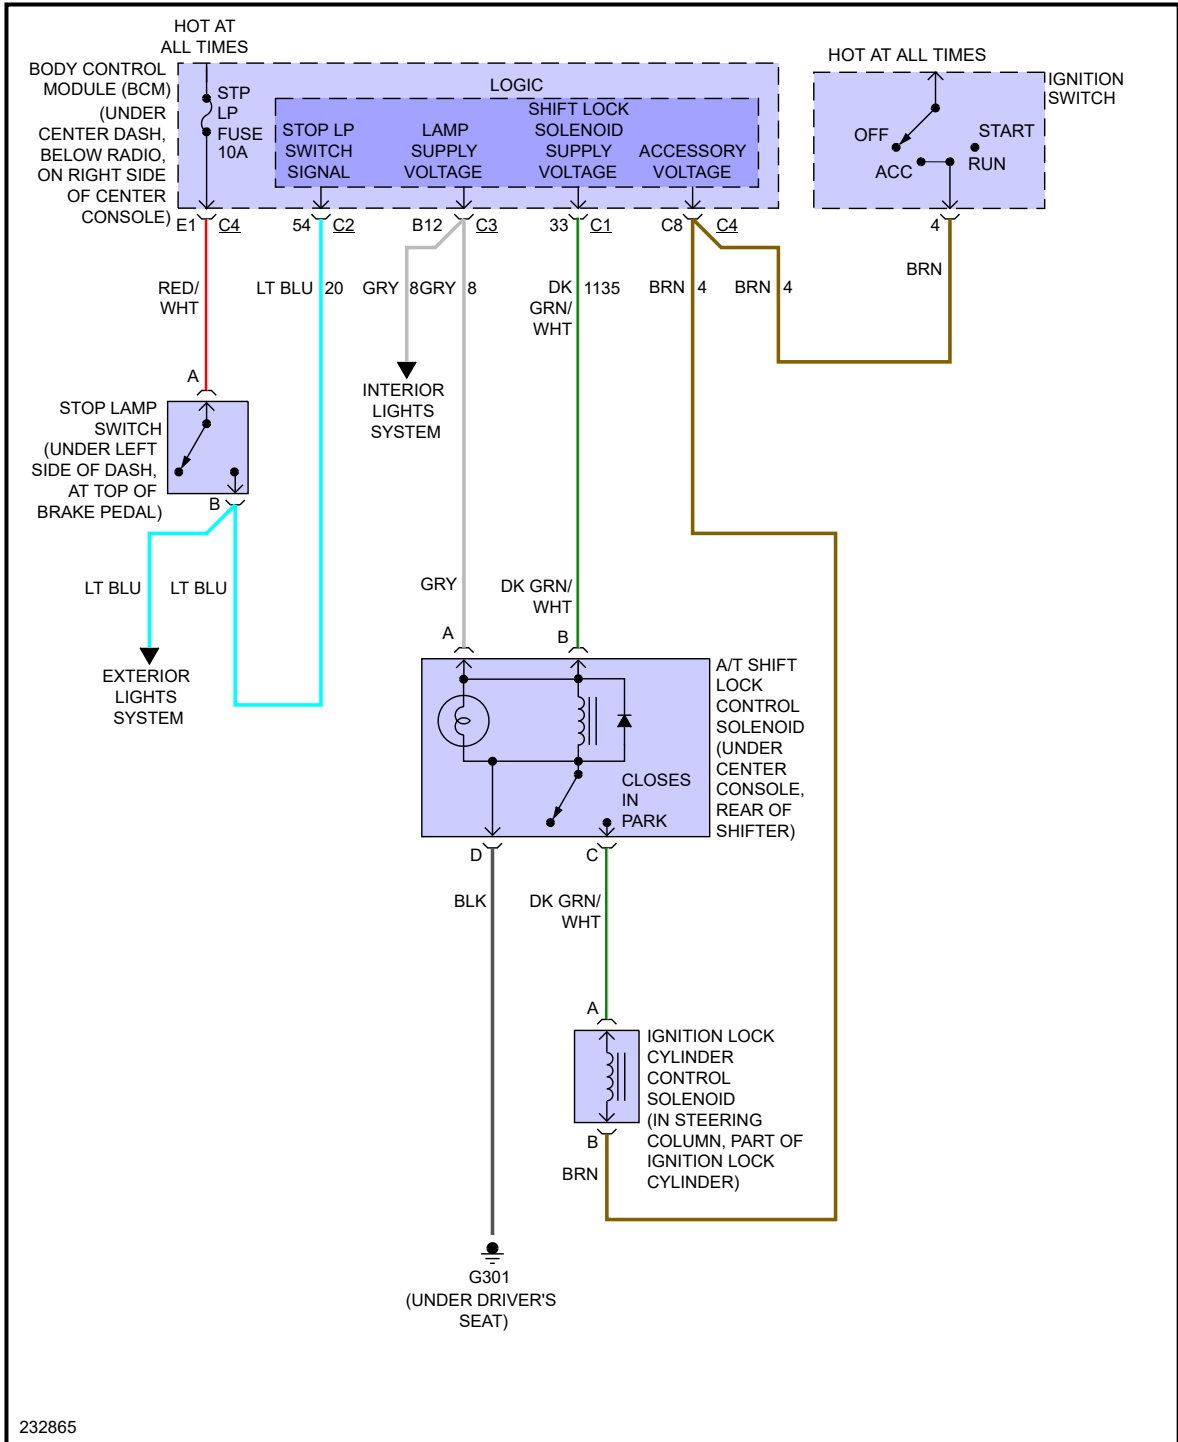 HOT AT
ALL TIMES
BODY CONTROL
MODULE (BCM)
(UNDER
CENTER DASH,
BELOW RADIO,
ON RIGHT SIDE
OF CENTER
CONSOLE)
STP
LP
FUSE
10A
LOGIC
STOP LP
SWITCH
SIGNAL
LAMP
SUPPLY
VOLTAGE
SHIFT LOCK
SOLENOID
SUPPLY
VOLTAGE
ACCESSORY
VOLTAGE
HOT AT ALL TIMES
IGNITION
SWITCH
OFF
START
ACC
RUN
E1 C4
54 C2
B12 C3
33 C1
C8 C4
4
RED/
WHT
LT BLU 20
GRY 8
GRY 8
DK 1135
GRN/
WHT
BRN 4
BRN 4
BRN
INTERIOR
LIGHTS
SYSTEM
A
STOP LAMP
SWITCH
(UNDER LEFT
SIDE OF DASH,
AT TOP OF
BRAKE PEDAL)
B
LT BLU
LT BLU
EXTERIOR
LIGHTS
SYSTEM
GRY
DK GRN/
WHT
A
B
A/T SHIFT
LOCK
CONTROL
SOLENOID
(UNDER
CENTER
CONSOLE,
REAR OF
SHIFTER)
CLOSES
IN
PARK
D
C
BLK
DK GRN/
WHT
A
IGNITION LOCK
CYLINDER
CONTROL
SOLENOID
(IN STEERING
COLUMN, PART OF
IGNITION LOCK
CYLINDER)
B
BRN
G301
(UNDER DRIVER'S
SEAT)
232865